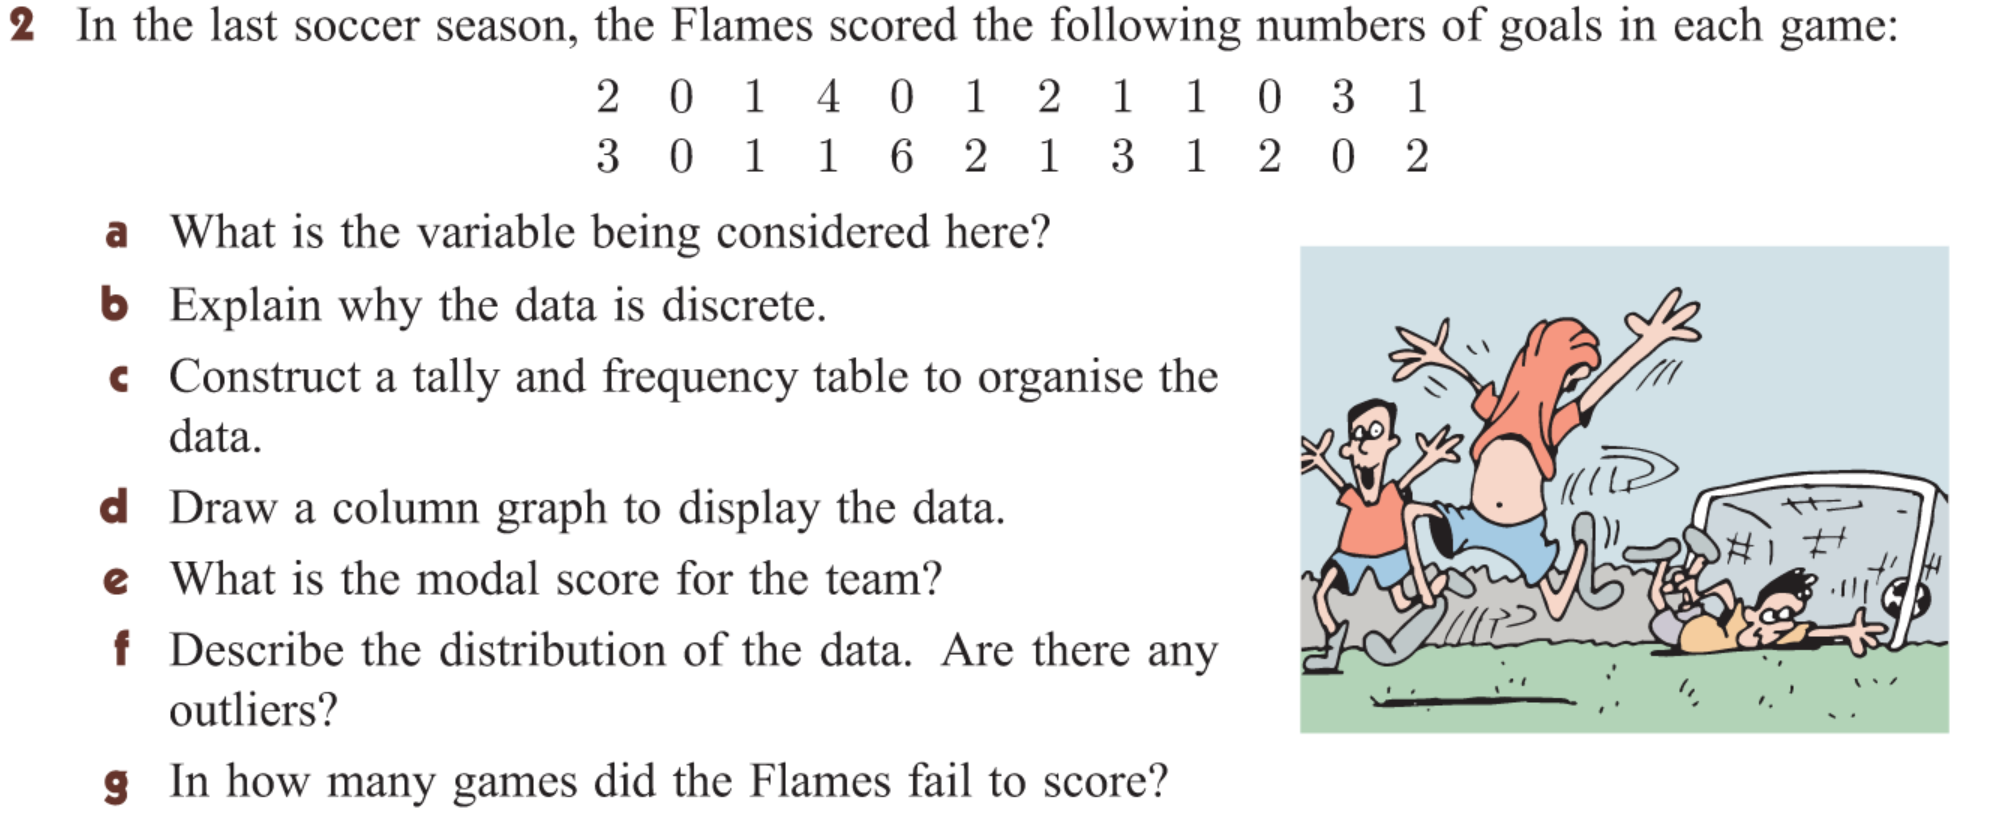 2 In the last soccer season, the Flames scored the following numbers of goals in each game:
2 0 1 4 0 1 2 1 1 0 3 1
3 0 1 1 6 2 1 3 1 2 0 2
a What is the variable being considered here?
b Explain why the data is discrete.
c Construct a tally and frequency table to organise the
data.
d Draw a column graph to display the data.
e What is the modal score for the team?
f Describe the distribution of the data. Are there any
outliers?
g In how many games did the Flames fail to score?